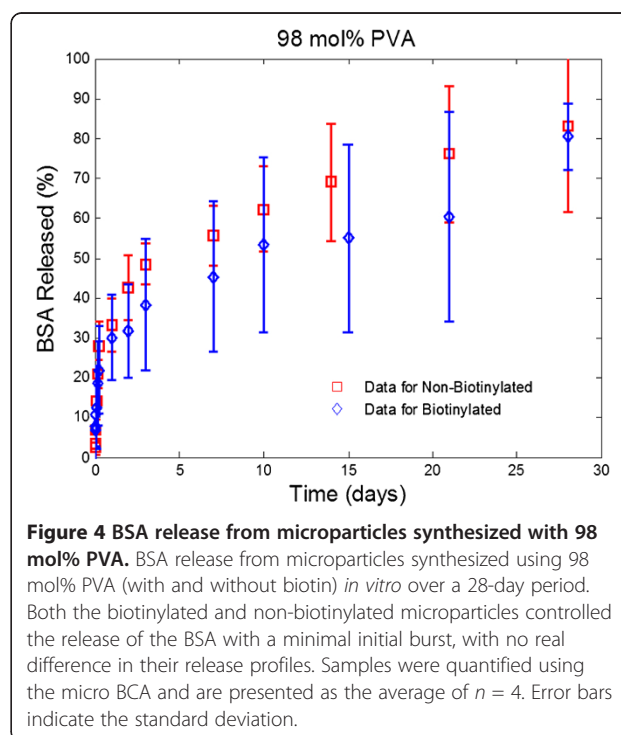 98 mol% PVA
100
90
80
70
60
50
40
30
20
10
0
BSA Released (%)
Data for Non-Biotinylated
Data for Biotinylated
0 5 10 15 20 25 30
Time (days)
Figure 4 BSA release from microparticles synthesized with 98
mol% PVA. BSA release from microparticles synthesized using 98
mol% PVA (with and without biotin) in vitro over a 28-day period.
Both the biotinylated and non-biotinylated microparticles controlled
the release of the BSA with a minimal initial burst, with no real
difference in their release profiles. Samples were quantified using
the micro BCA and are presented as the average of n = 4. Error bars
indicate the standard deviation.